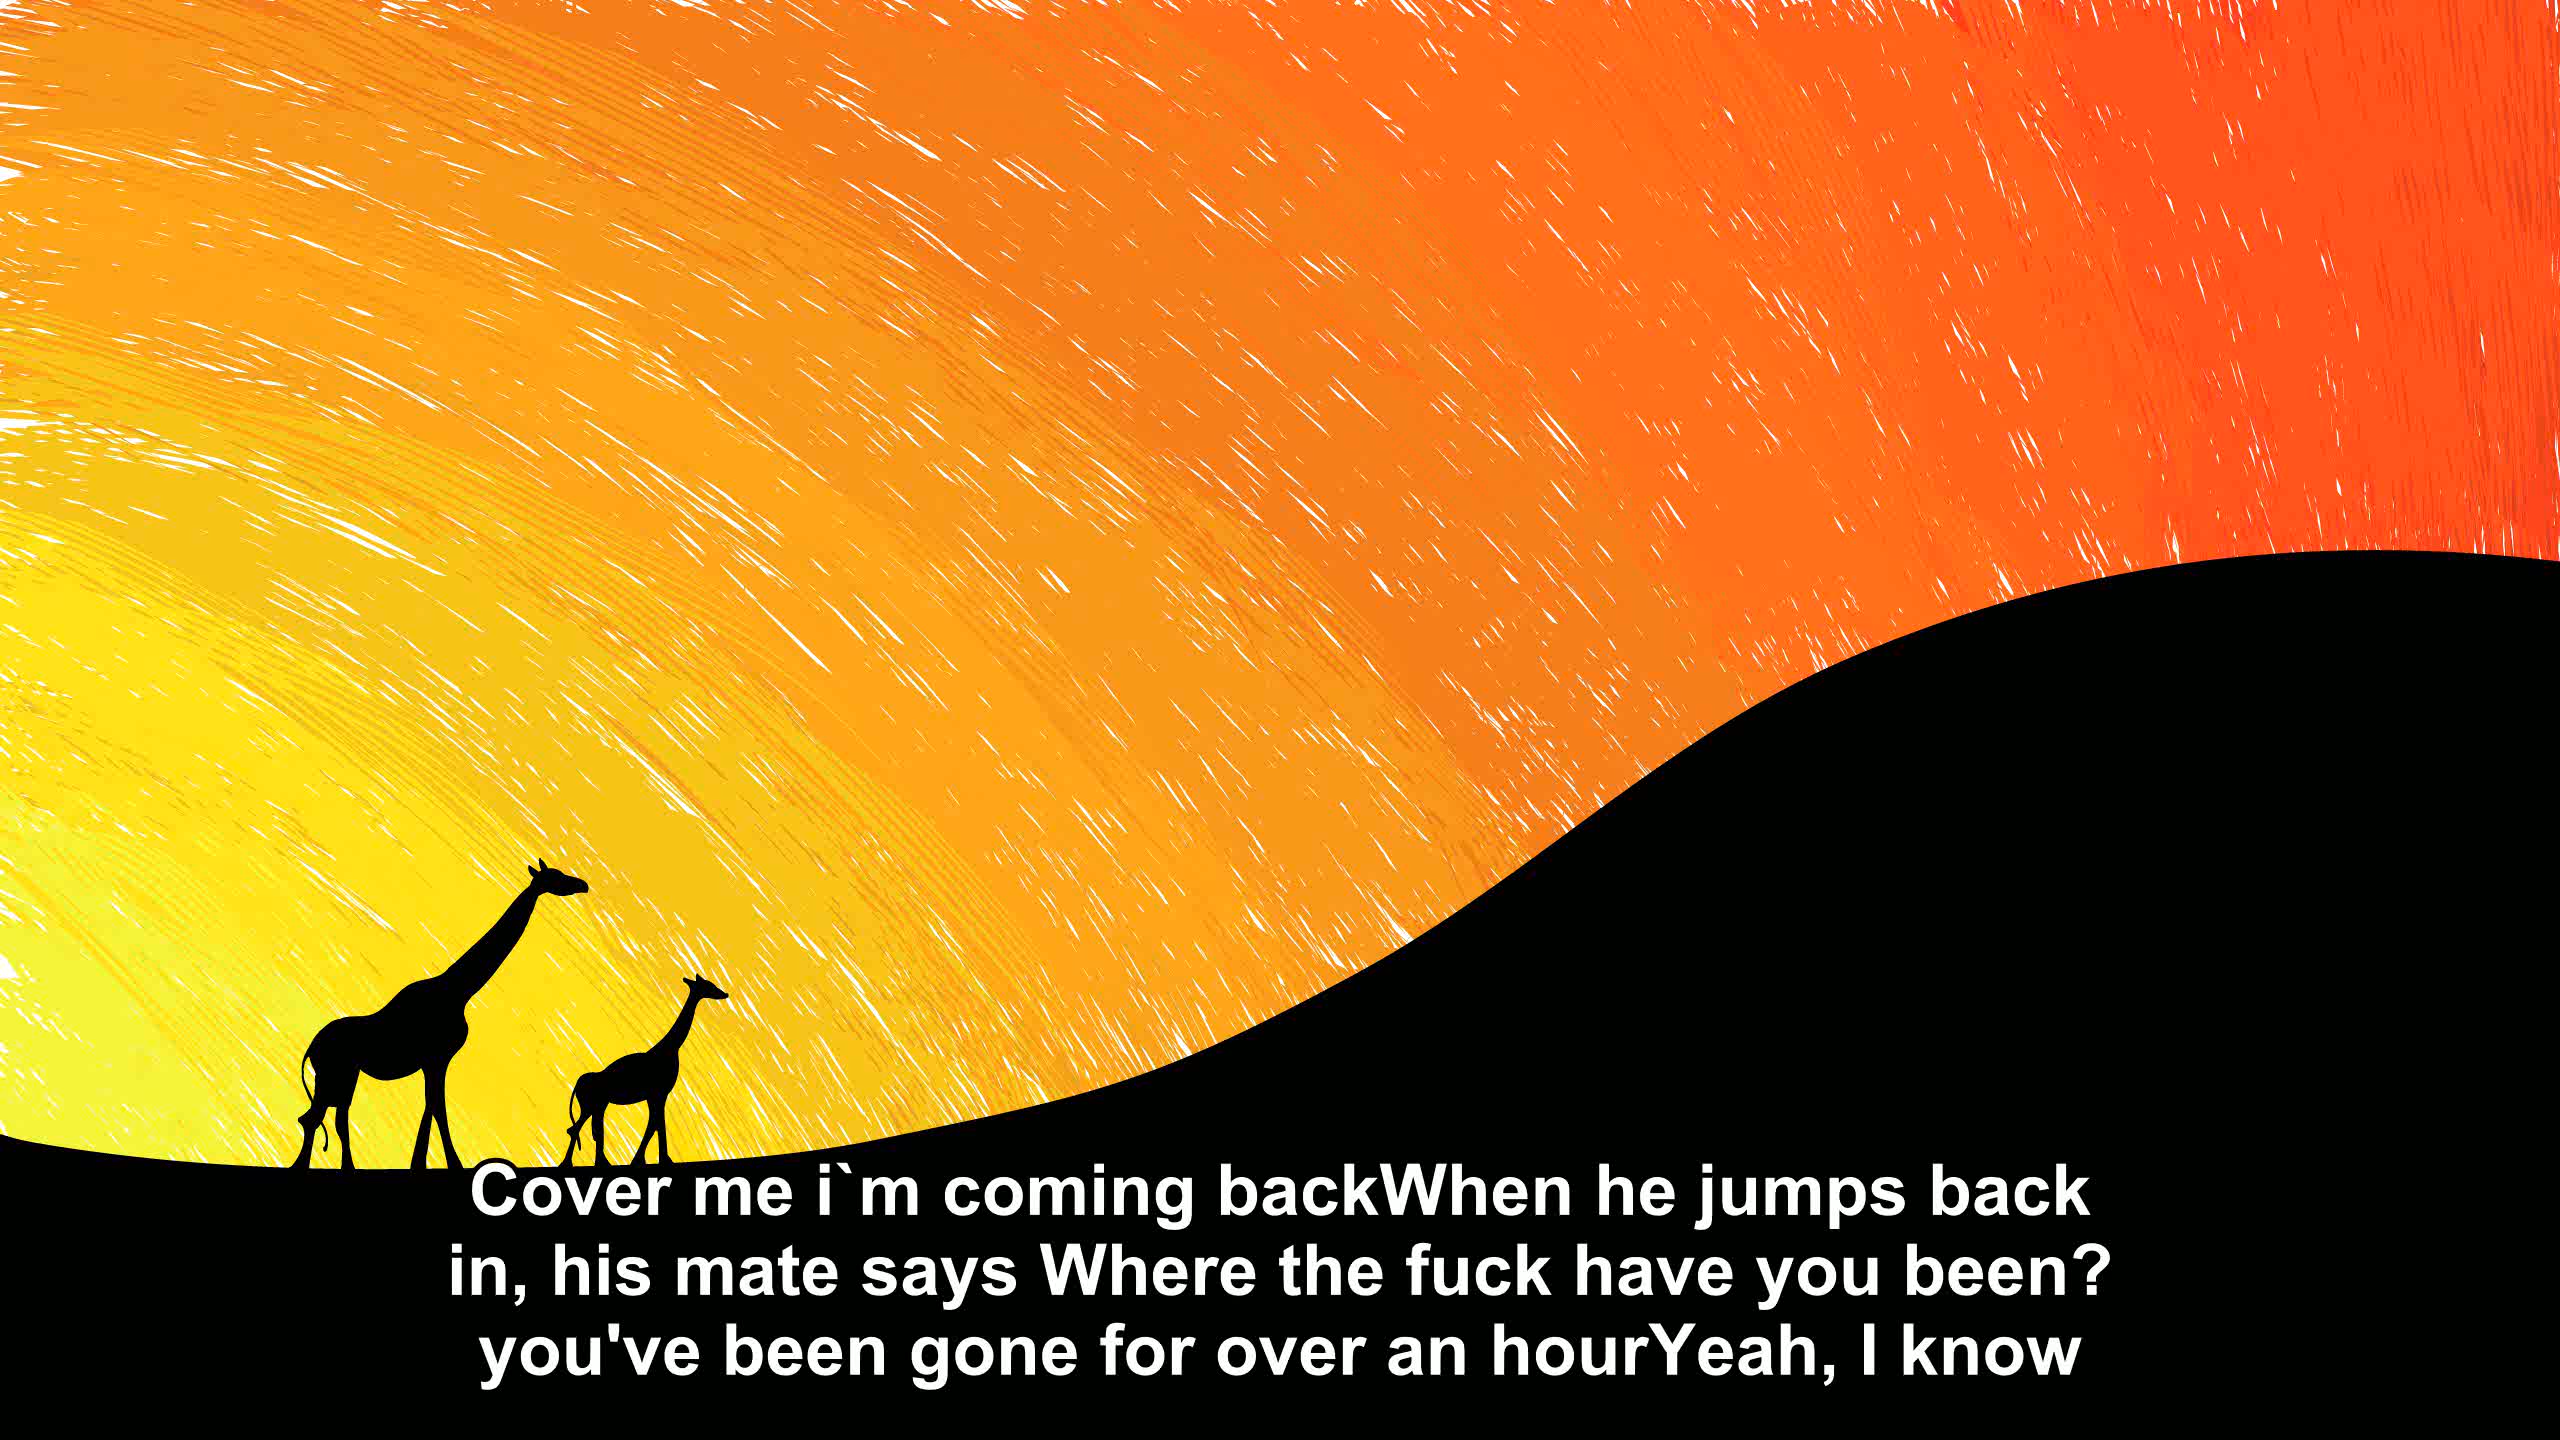 Cover me i`m coming backWhen he jumps back
in, his mate says Where the fuck have you been?
you've been gone for over an hourYeah, I know